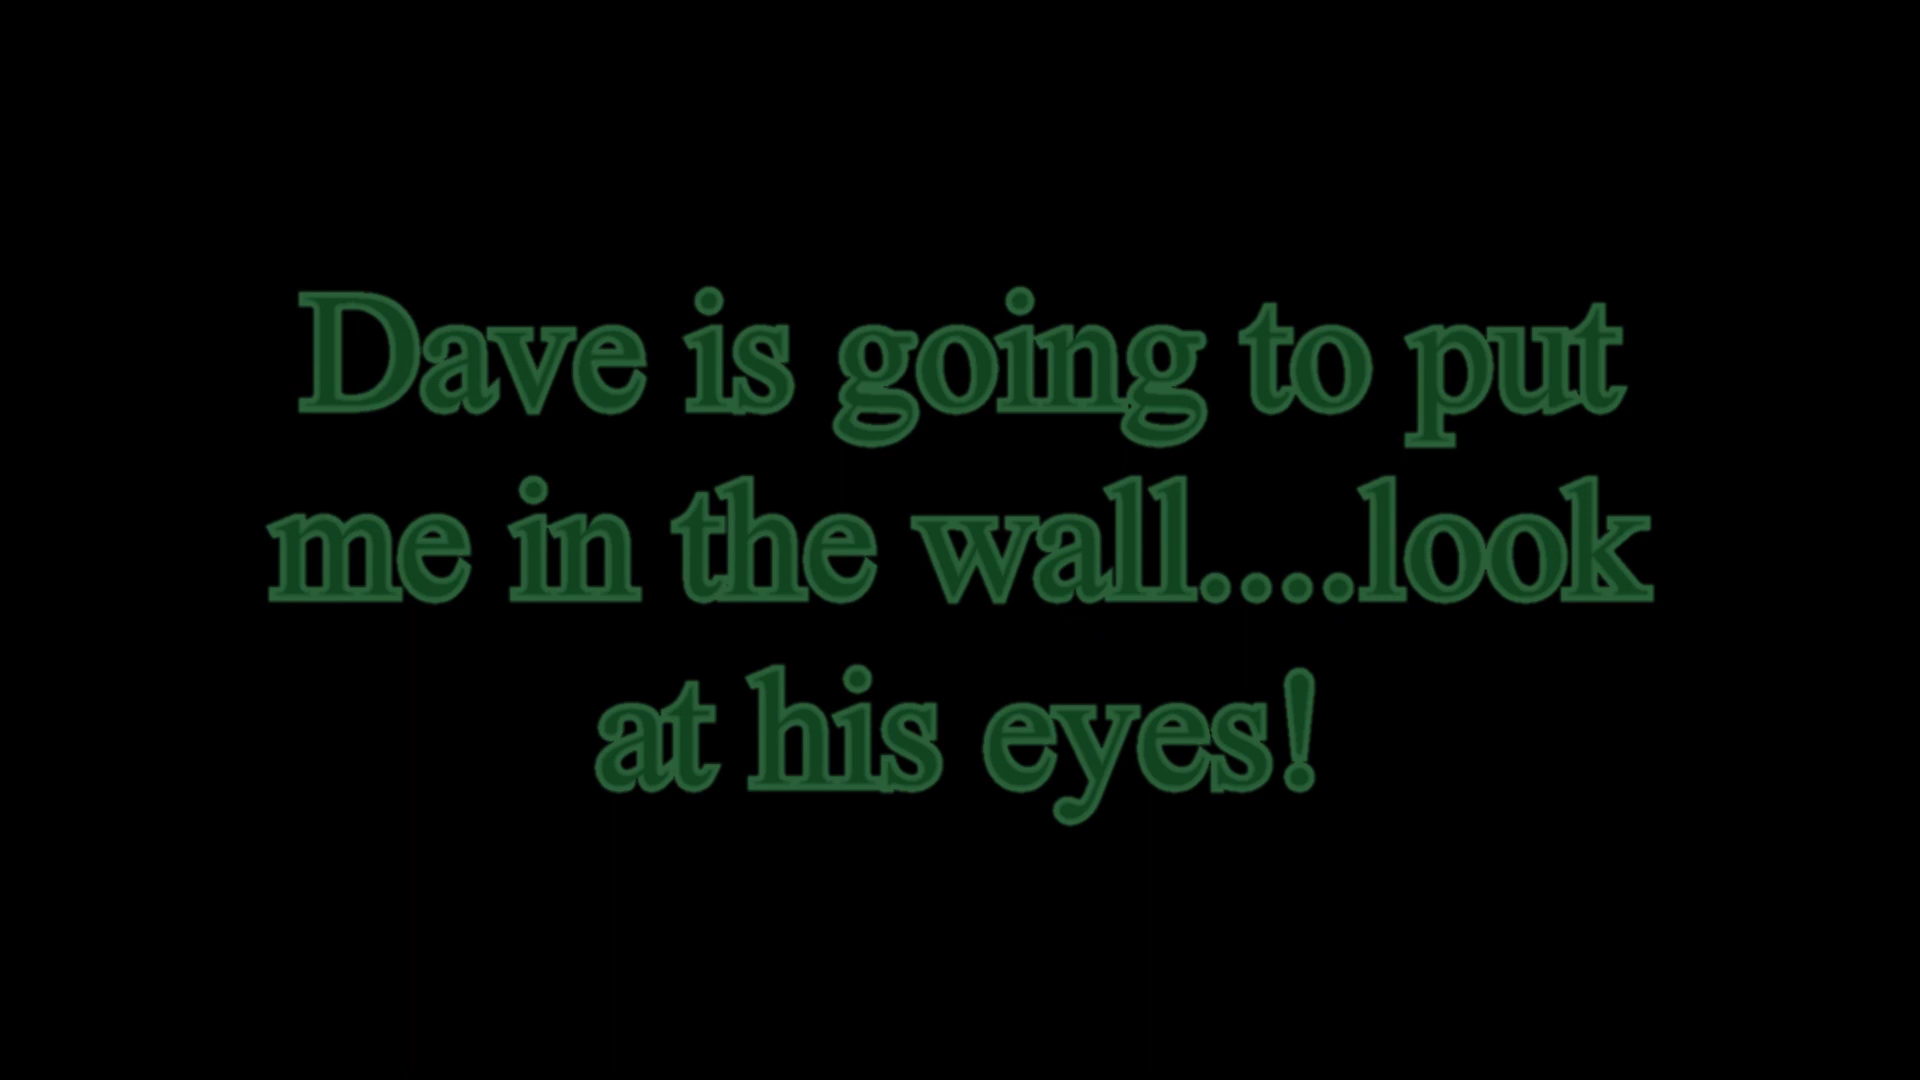 Dave is going to put
me in the wall....look
at his eyes!